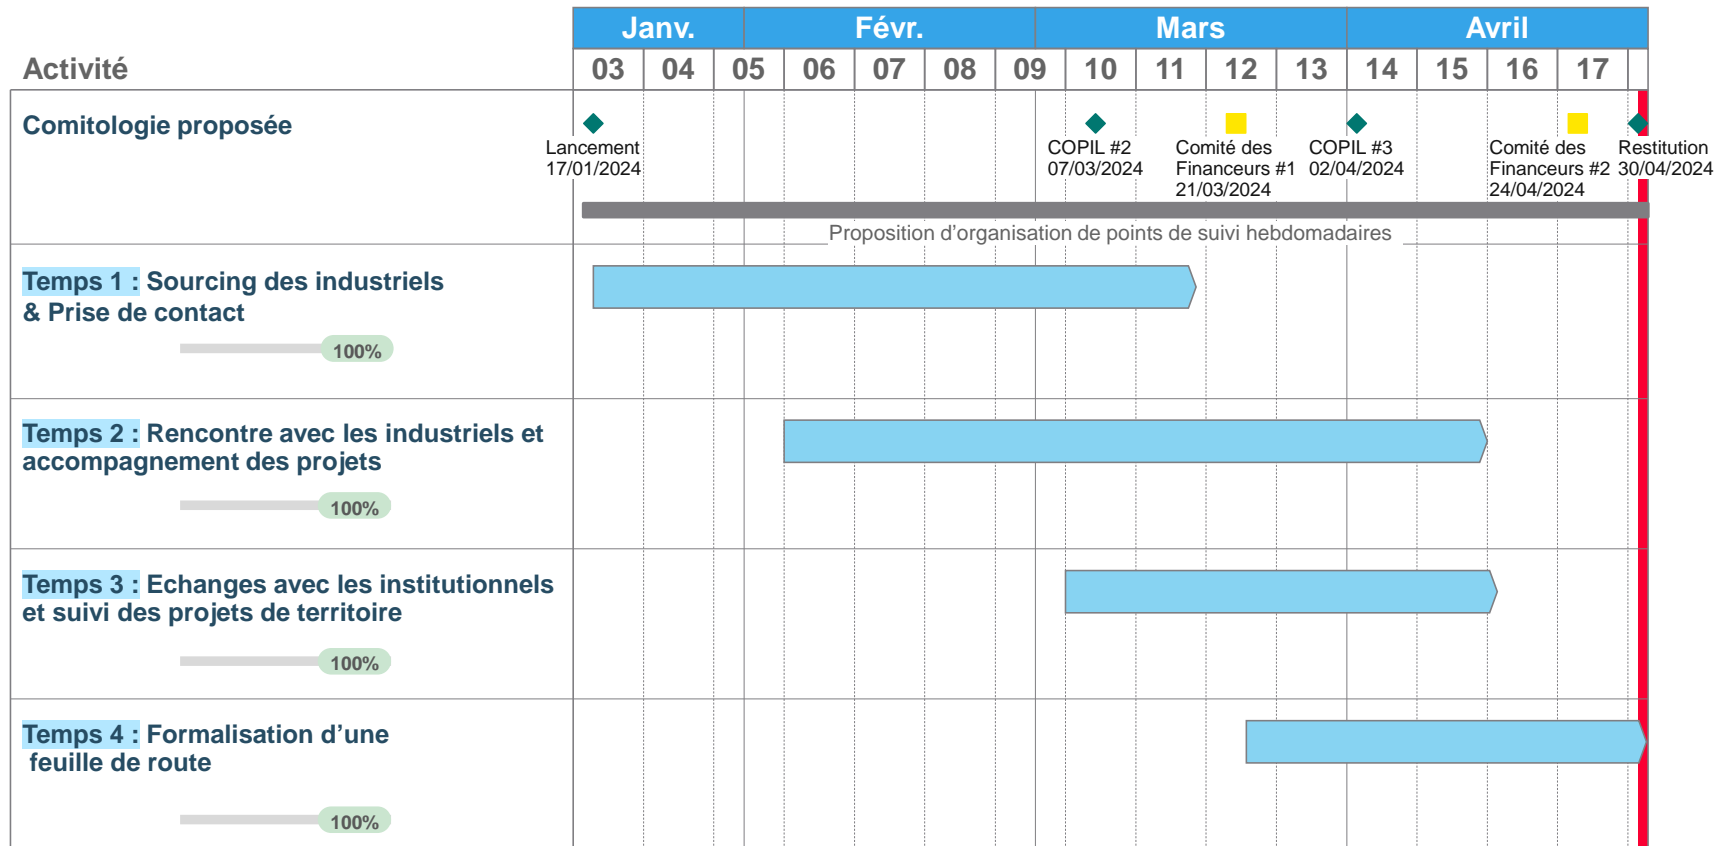 Janv. Févr. Mars Avril
Activité 03 04 05 06 07 08 09 10 11 12 13 14 15 16 17
Comitologie proposée
Lancement
17/01/2024
COPIL #2
07/03/2024
Comité des
Financeurs #1
21/03/2024
COPIL #3
02/04/2024
Comité des
Financeurs #2
24/04/2024
Restitution
30/04/2024
Proposition d’organisation de points de suivi hebdomadaires
Temps 1 : Sourcing des industriels
& Prise de contact
100%
Temps 2 : Rencontre avec les industriels et
accompagnement des projets
100%
Temps 3 : Echanges avec les institutionnels
et suivi des projets de territoire
100%
Temps 4 : Formalisation d’une
feuille de route
100%